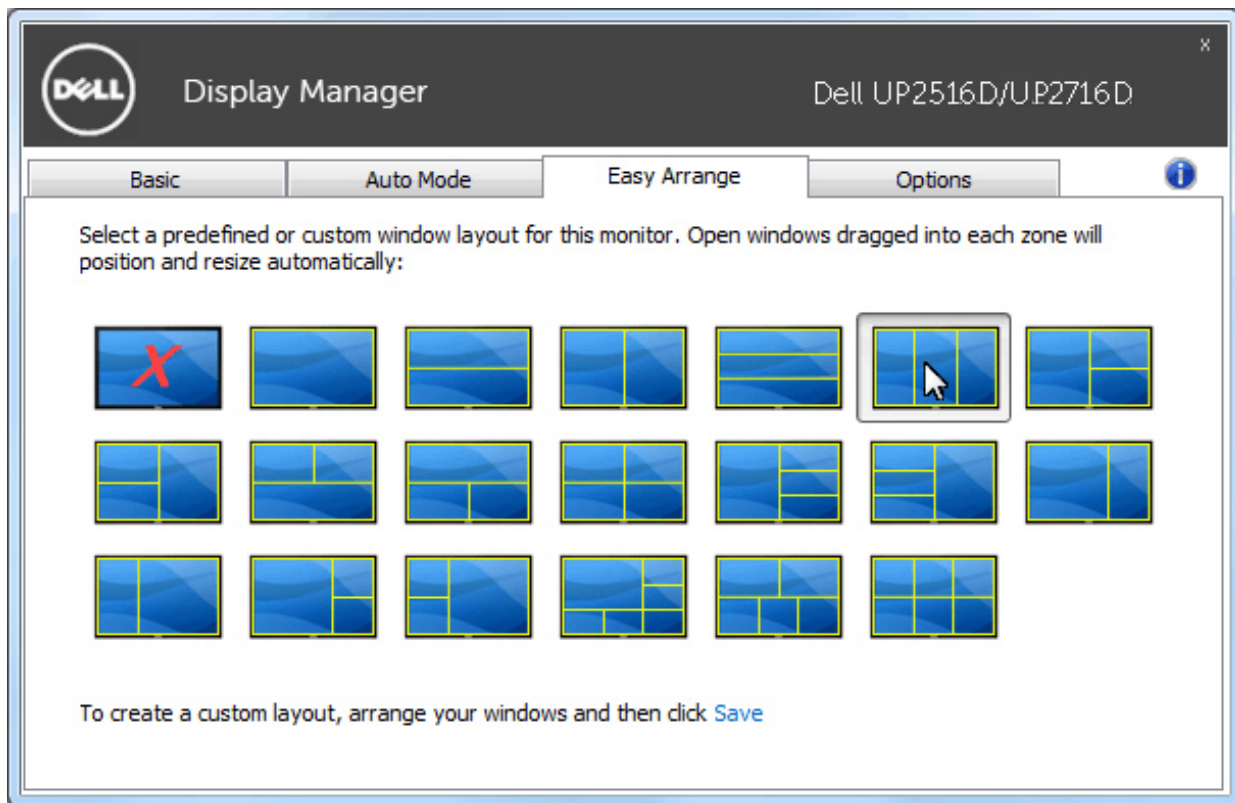 x
DELL
Display Manager
Dell UP2516D/UP2716D
Basic
Auto Mode
Easy Arrange
Options
i
Select a predefined or custom window layout for this monitor. Open windows dragged into each zone will
position and resize automatically:
X
To create a custom layout, arrange your windows and then click Save